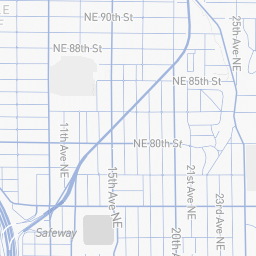 NE 90th St
25th Ave NE
NE 88th St
NE 85th St
11th Ave NE
NE 80th St
15th Ave NE
21st Ave NE
23rd Ave NE
20th A
Safeway